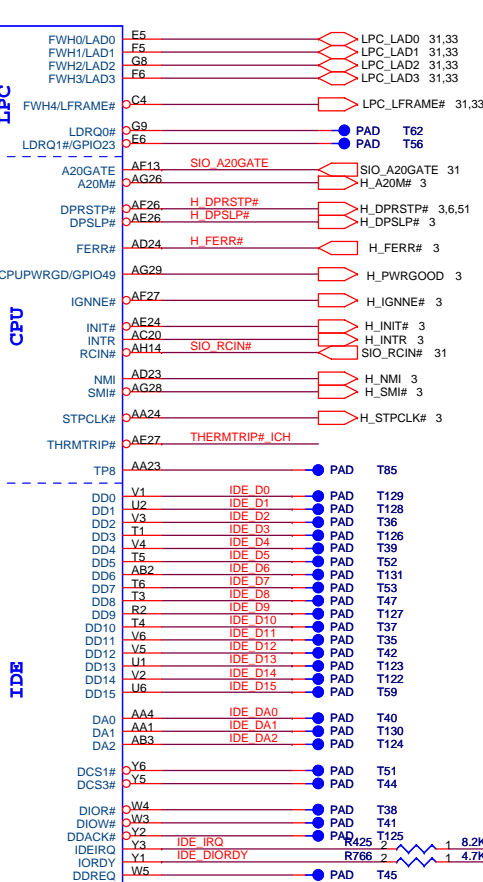 LPC
FWH0/LAD0 E5 LPC_LAD0 31,33
FWH1/LAD1 F5 LPC_LAD1 31,33
FWH2/LAD2 G8 LPC_LAD2 31,33
FWH3/LAD3 F6 LPC_LAD3 31,33
FWH4/LFRAME# C4 LPC_LFRAME# 31,33
LDRQ0# G9 PAD T62
LDRQ1#/GPIO23 E6 PAD T56
CPU
A20GATE AF13 SIO_A20GATE SIO_A20GATE 31
A20M# AG26 H_A20M# 3
DPRSTP# AF26 H_DPRSTP# H_DPRSTP# 3,6,51
DPSLP# AE26 H_DPSLP# H_DPSLP# 3
FERR# AD24 H_FERR# H_FERR# 3
CPUPWRGD/GPIO49 AG29 H_PWRGOOD 3
IGNNE# AF27 H_IGNNE# 3
INIT# AE24 H_INIT# 3
INTR AC20 H_INTR 3
RCIN# AH14 SIO_RCIN# SIO_RCIN# 31
NMI AD23 H_NMI 3
SMI# AG28 H_SMI# 3
STPCLK# AA24 H_STPCLK# 3
THRMTRIP# AE27 THERMTRIP#_ICH
TP8 AA23 PAD T85
IDE
DD0 V1 IDE_D0 PAD T129
DD1 U2 IDE_D1 PAD T128
DD2 V3 IDE_D2 PAD T36
DD3 T1 IDE_D3 PAD T126
DD4 V4 IDE_D4 PAD T39
DD5 T5 IDE_D5 PAD T52
DD6 AB2 IDE_D6 PAD T131
DD7 T6 IDE_D7 PAD T53
DD8 T3 IDE_D8 PAD T47
DD9 R2 IDE_D9 PAD T127
DD10 T4 IDE_D10 PAD T37
DD11 V6 IDE_D11 PAD T35
DD12 V5 IDE_D12 PAD T42
DD13 U1 IDE_D13 PAD T123
DD14 V2 IDE_D14 PAD T122
DD15 U6 IDE_D15 PAD T59
DA0 AA4 IDE_DA0 PAD T40
DA1 AA1 IDE_DA1 PAD T130
DA2 AB3 IDE_DA2 PAD T124
DCS1# Y6 PAD T51
DCS3# Y5 PAD T44
DIOR# W4 PAD T38
DIOW# W3 PAD T41
DDACK# Y2 PAD T125
IDEIRQ Y3 IDE_IRQ R425 2 1 8.2K
IORDY Y1 IDE_DIORDY R766 2 1 4.7K
DDREQ W5 PAD T45